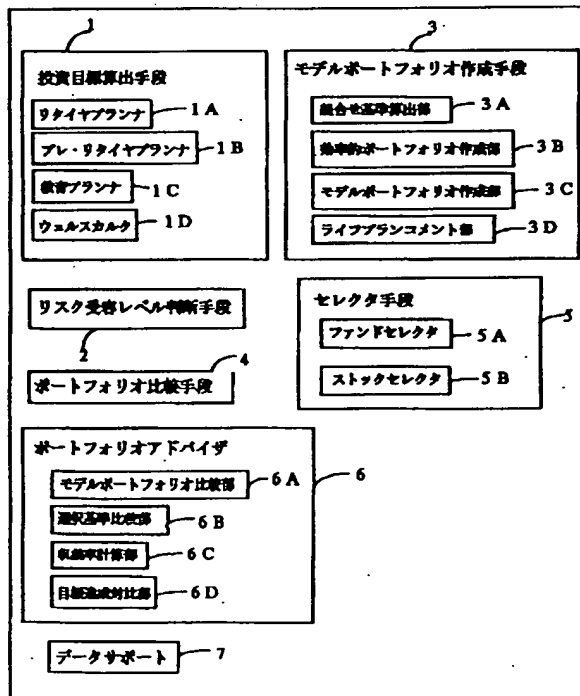 1
投資目標算出手段
リタイヤプランナ 1A
プレ・リタイヤプランナ 1B
教育プランナ 1C
ウェルスカルク 1D
3
モデルポートフォリオ作成手段
組合せ基準算出部 3A
効率的ポートフォリオ作成部 3B
モデルポートフォリオ作成部 3C
ライフプランコメント部 3D
リスク受容レベル判断手段
2
4
ポートフォリオ比較手段
セレクタ手段
5
ファンドセレクタ 5A
ストックセレクタ 5B
ポートフォリオアドバイザ
6
モデルポートフォリオ比較部 6A
選択基準比較部 6B
収益率計算部 6C
目標達成対比部 6D
データサポート 7